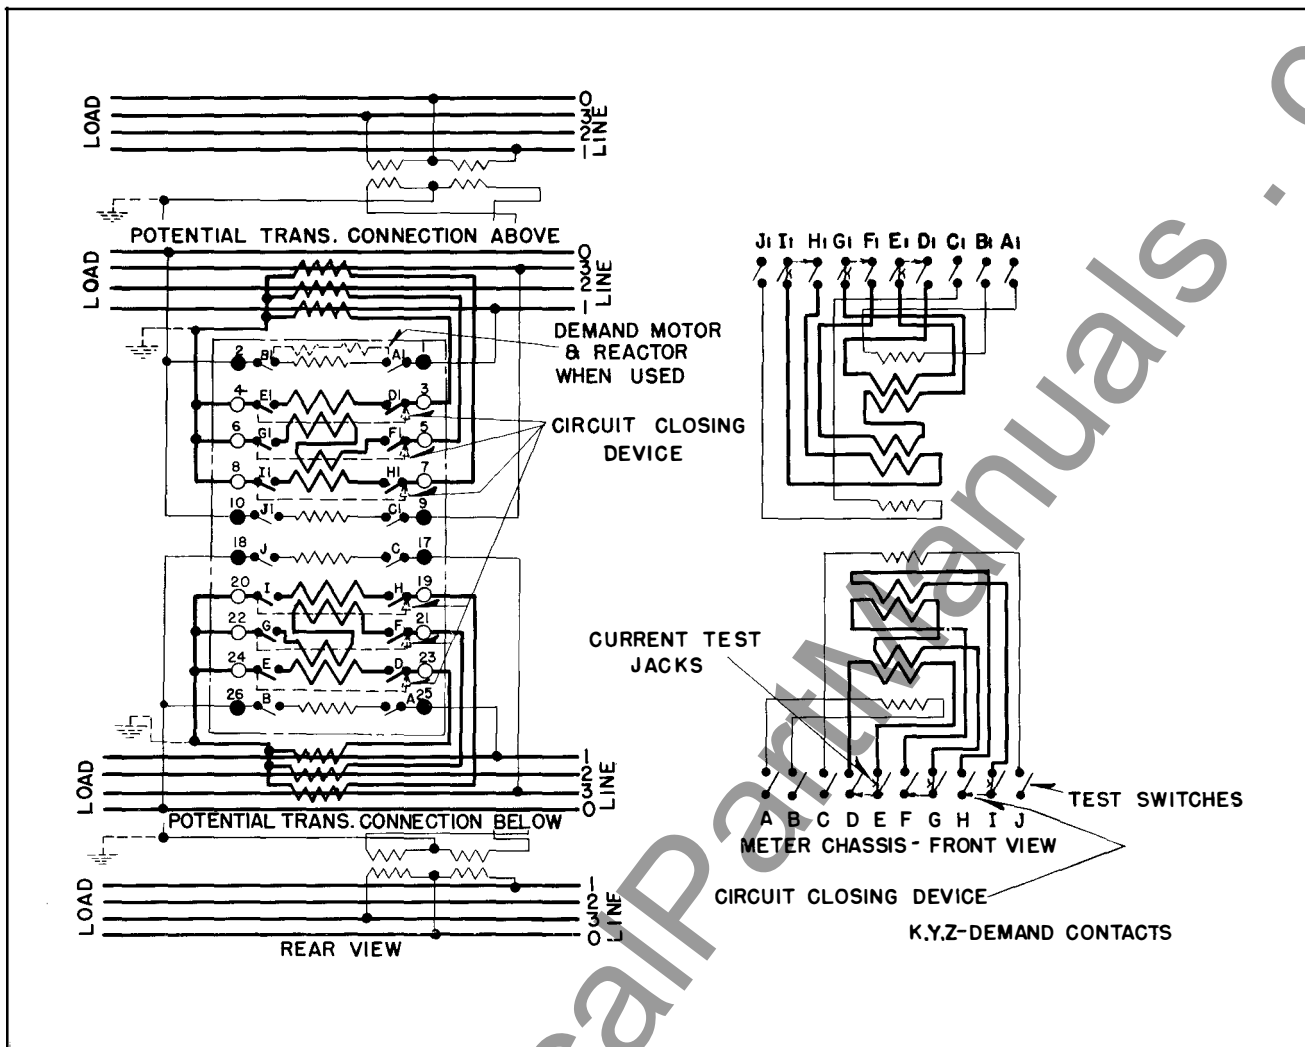 LOAD
0
3
2
1
LINE
POTENTIAL TRANS. CONNECTION ABOVE
LOAD
0
3
2
1
LINE
DEMAND MOTOR
& REACTOR
WHEN USED
2 B1 A1 1
4 E1 D1 3
6 G1 F1 5
8 I1 H1 7
10 J1 C1 9
18 J C 17
20 I H 19
22 G F 21
24 E D 23
26 B A 25
CIRCUIT CLOSING
DEVICE
LOAD
1
2
3
0
LINE
POTENTIAL TRANS. CONNECTION BELOW
LOAD
1
2
3
0
LINE
REAR VIEW
J1 I1 H1 G1 F1 E1 D1 C1 B1 A1
CURRENT TEST
JACKS
TEST SWITCHES
A B C D E F G H I J
METER CHASSIS - FRONT VIEW
CIRCUIT CLOSING DEVICE
K.Y.Z-DEMAND CONTACTS
calPartManuals . c